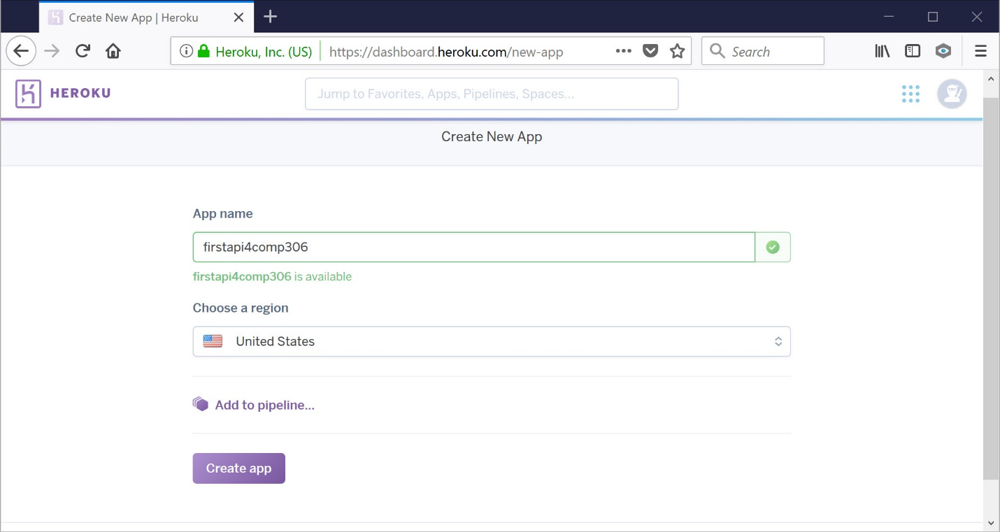 Create New App | Heroku
Heroku, Inc. (US) https://dashboard.heroku.com/new-app Search
HEROKU Jump to Favorites, Apps, Pipelines, Spaces...
Create New App
App name
firstapi4comp306
firstapi4comp306 is available
Choose a region
United States
Add to pipeline...
Create app